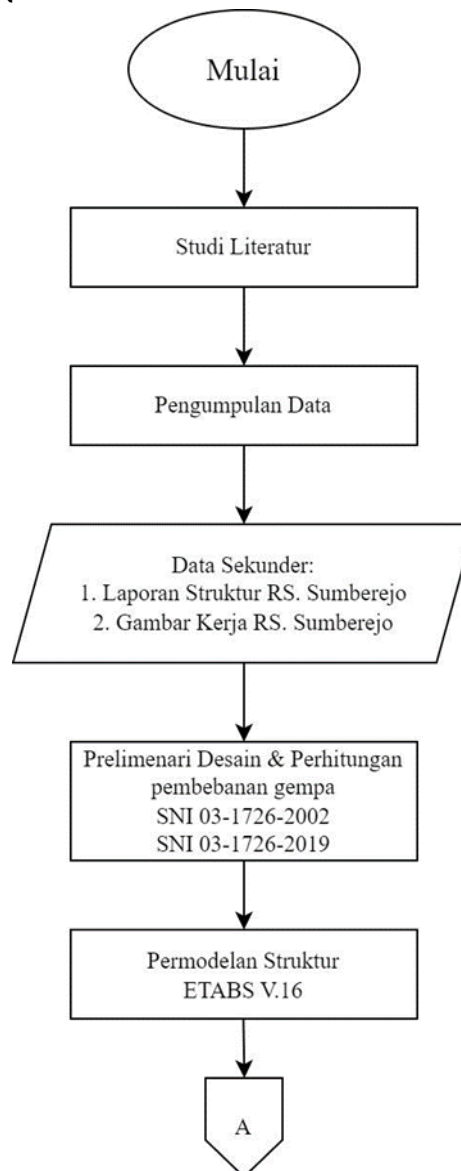 Mulai
Studi Literatur
Pengumpulan Data
Data Sekunder:
1. Laporan Struktur RS. Sumberejo
2. Gambar Kerja RS. Sumberejo
Prelimenari Desain & Perhitungan
pembebanan gempa
SNI 03-1726-2002
SNI 03-1726-2019
Permodelan Struktur
ETABS V.16
A